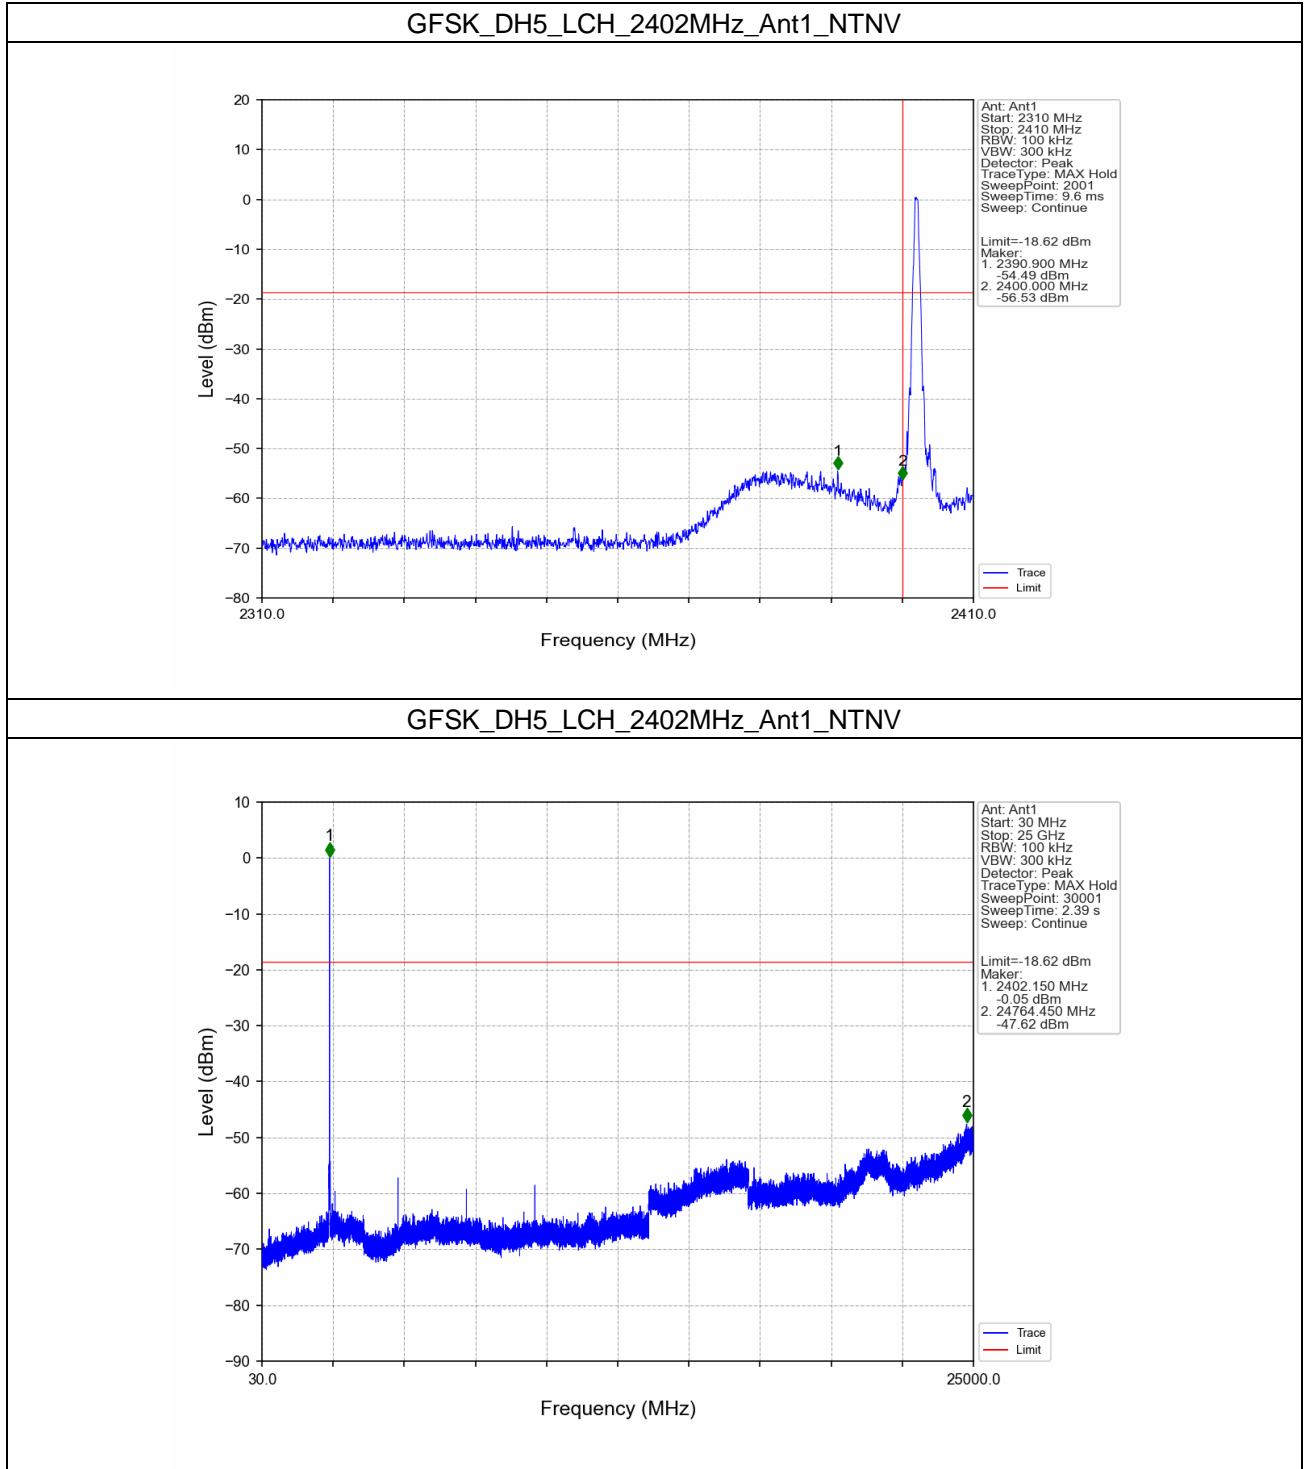 GFSK_DH5_LCH_2402MHz_Ant1_NTNV
20
10
0
−10
−20
−30
−40
−50
−60
−70
−80
Level (dBm)
1
2
2310.0
2410.0
Frequency (MHz)
Ant: Ant1
Start: 2310 MHz
Stop: 2410 MHz
RBW: 100 kHz
VBW: 300 kHz
Detector: Peak
TraceType: MAX Hold
SweepPoint: 2001
SweepTime: 9.6 ms
Sweep: Continue
Limit=-18.62 dBm
Maker:
1. 2390.900 MHz
-54.49 dBm
2. 2400.000 MHz
-56.53 dBm
Trace
Limit
GFSK_DH5_LCH_2402MHz_Ant1_NTNV
10
0
−10
−20
−30
−40
−50
−60
−70
−80
−90
Level (dBm)
1
2
30.0
25000.0
Frequency (MHz)
Ant: Ant1
Start: 30 MHz
Stop: 25 GHz
RBW: 100 kHz
VBW: 300 kHz
Detector: Peak
TraceType: MAX Hold
SweepPoint: 30001
SweepTime: 2.39 s
Sweep: Continue
Limit=-18.62 dBm
Maker:
1. 2402.150 MHz
-0.05 dBm
2. 24764.450 MHz
-47.62 dBm
Trace
Limit